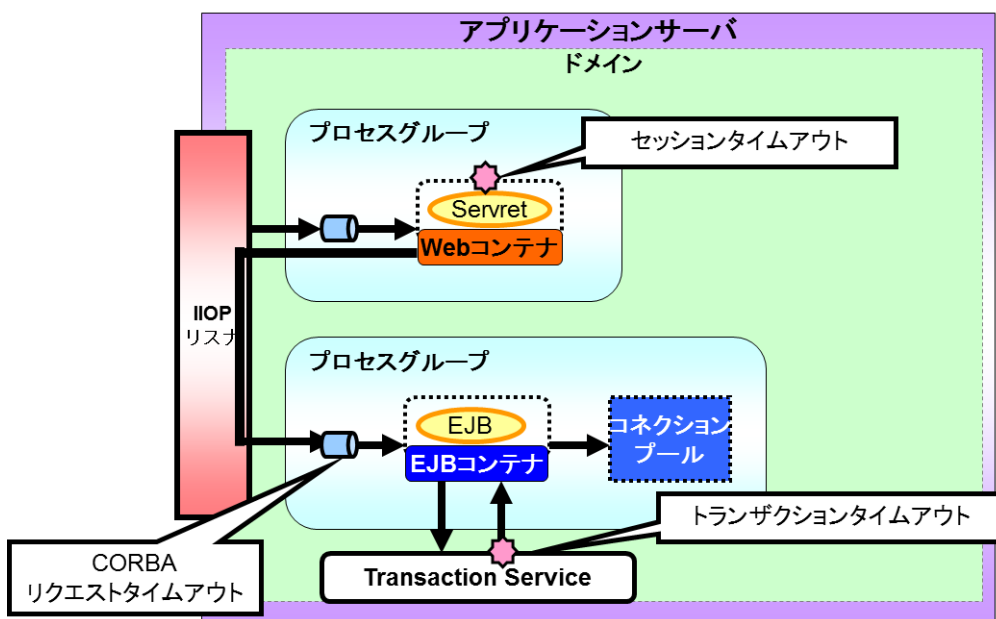 アプリケーションサーバ
ドメイン
プロセスグループ
セッションタイムアウト
Servret
Webコンテナ
IIOP
リスナ
プロセスグループ
EJB
EJBコンテナ
コネクション
プール
トランザクションタイムアウト
CORBA
リクエストタイムアウト
Transaction Service